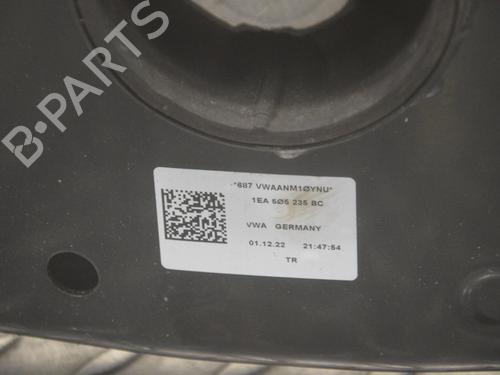 B-PARTS
*687 VWAANM1ØYNU*
1EA 5Ø5 235 BC
VWA GERMANY
01.12.22 21:47:54
TR